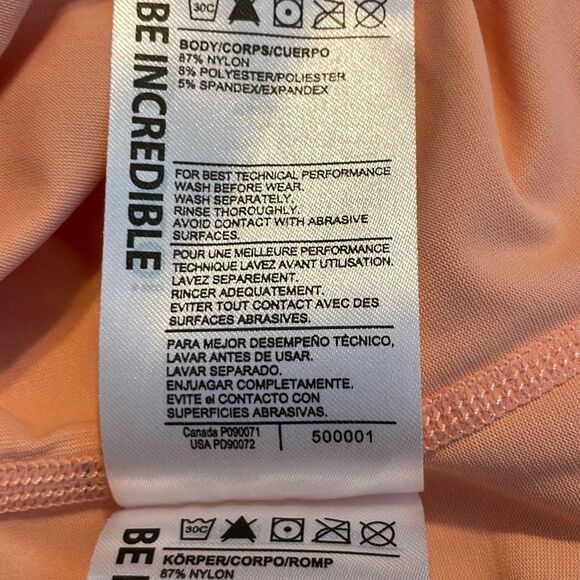 BE INCREDIBLE
30C
BODY/CORPS/CUERPO
87% NYLON
8% POLYESTER/POLIESTER
5% SPANDEX/EXPANDEX
FOR BEST TECHNICAL PERFORMANCE
WASH BEFORE WEAR.
WASH SEPARATELY.
RINSE THOROUGHLY.
AVOID CONTACT WITH ABRASIVE
SURFACES.
POUR UNE MEILLEURE PERFORMANCE
TECHNIQUE LAVEZ AVANT UTILISATION.
LAVEZ SEPAREMENT.
RINCER ADEQUATEMENT.
EVITER TOUT CONTACT AVEC DES
SURFACES ABRASIVES.
PARA MEJOR DESEMPEÑO TÉCNICO,
LAVAR ANTES DE USAR.
LAVAR SEPARADO.
ENJUAGAR COMPLETAMENTE.
EVITE el CONTACTO CON
SUPERFICIES ABRASIVAS.
Canada P090071
USA PD90072
500001
BE
30C
KÖRPER/CORPO/ROMP
87% NYLON